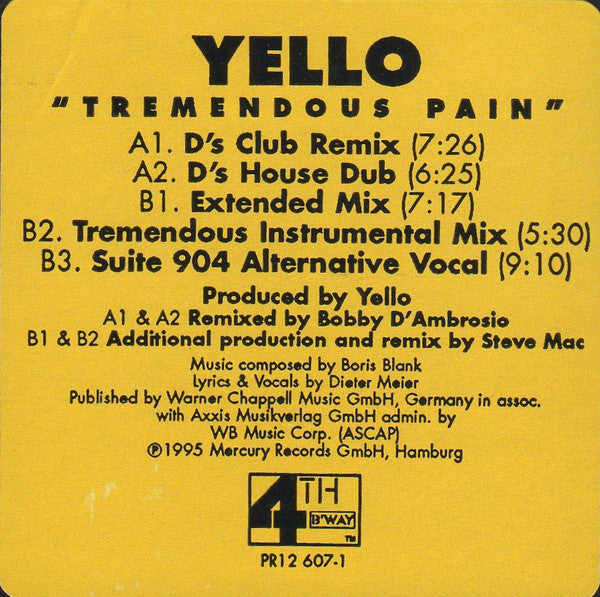 YELLO
"TREMENDOUS PAIN"
A1. D's Club Remix (7:26)
A2. D's House Dub (6:25)
B1. Extended Mix (7:17)
B2. Tremendous Instrumental Mix (5:30)
B3. Suite 904 Alternative Vocal (9:10)
Produced by Yello
A1 & A2 Remixed by Bobby D'Ambrosio
B1 & B2 Additional production and remix by Steve Mac
Music composed by Boris Blank
Lyrics & Vocals by Dieter Meier
Published by Warner Chappell Music GmbH, Germany in assoc.
with Axxis Musikverlag GmbH admin. by
WB Music Corp. (ASCAP)
℗1995 Mercury Records GmbH, Hamburg
4TH
B'WAY
™
PR12 607-1